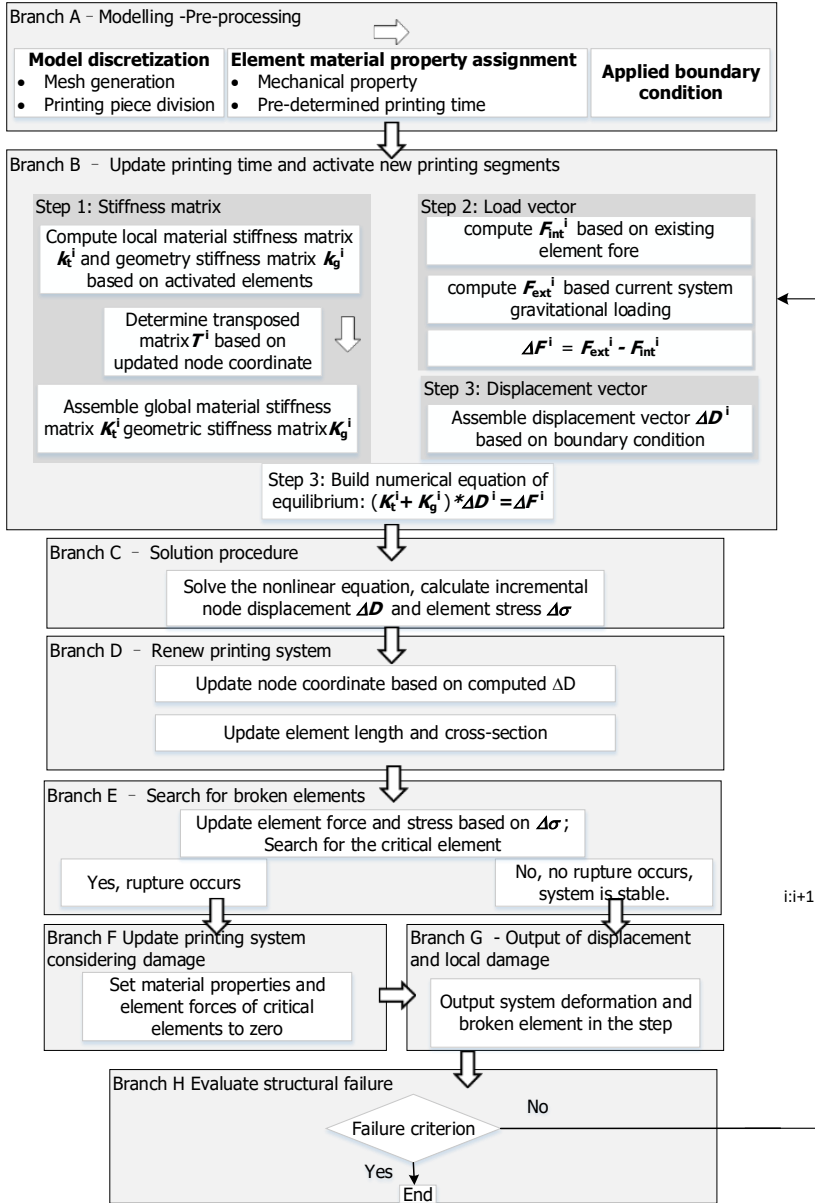 Branch A – Modelling -Pre-processing
Model discretization
• Mesh generation
• Printing piece division
Element material property assignment
• Mechanical property
• Pre-determined printing time
Applied boundary
condition
Branch B – Update printing time and activate new printing segments
Step 1: Stiffness matrix
Compute local material stiffness matrix
kₜⁱ and geometry stiffness matrix k_gⁱ
based on activated elements
Determine transposed
matrix Tⁱ based on
updated node coordinate
Assemble global material stiffness
matrix Kₜⁱ geometric stiffness matrix K_gⁱ
Step 2: Load vector
compute F_intⁱ based on existing
element fore
compute F_extⁱ based current system
gravitational loading
ΔFⁱ = F_extⁱ - F_intⁱ
Step 3: Displacement vector
Assemble displacement vector ΔDⁱ
based on boundary condition
Step 3: Build numerical equation of
equilibrium: (Kₜⁱ+ K_gⁱ) *ΔDⁱ =ΔFⁱ
Branch C – Solution procedure
Solve the nonlinear equation, calculate incremental
node displacement ΔD and element stress Δσ
Branch D – Renew printing system
Update node coordinate based on computed ΔD
Update element length and cross-section
Branch E – Search for broken elements
Update element force and stress based on Δσ;
Search for the critical element
Yes, rupture occurs
No, no rupture occurs,
system is stable.
i:i+1
Branch F Update printing system
considering damage
Set material properties and
element forces of critical
elements to zero
Branch G - Output of displacement
and local damage
Output system deformation and
broken element in the step
Branch H Evaluate structural failure
Failure criterion
No
Yes
End